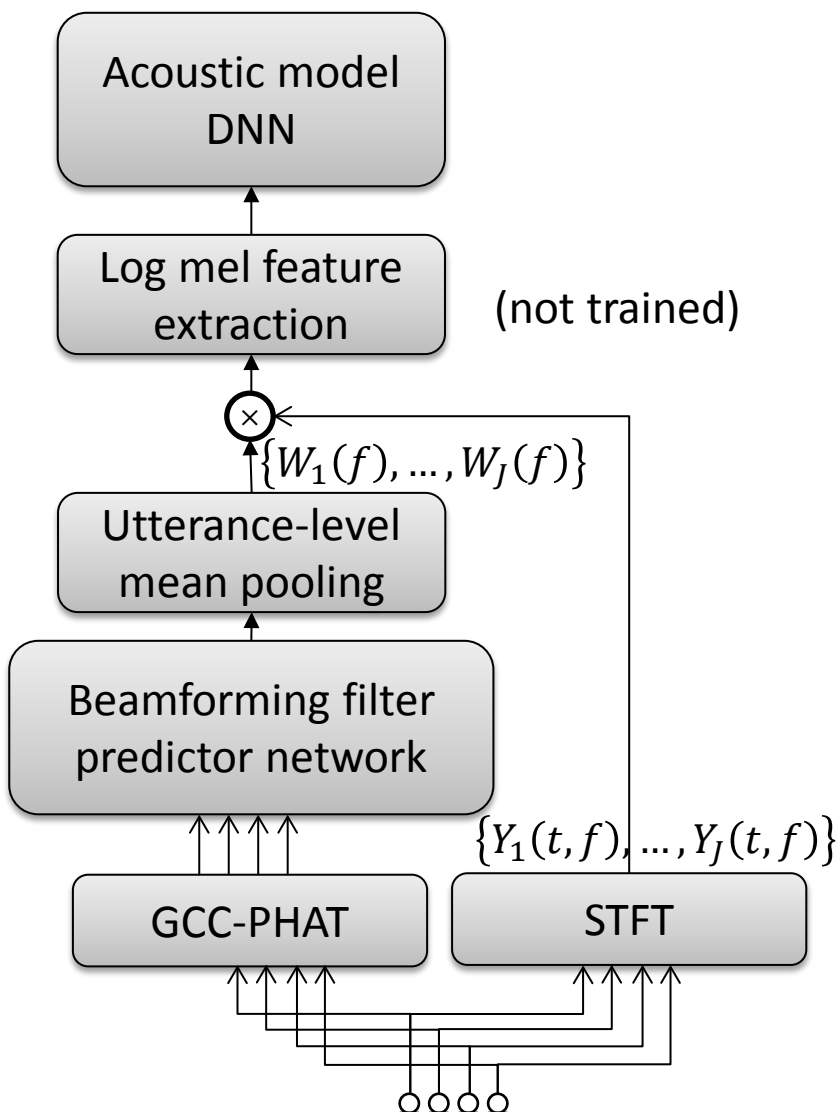 Acoustic model
DNN
Log mel feature
extraction
(not trained)
×
{W_1(f), ..., W_J(f)}
Utterance-level
mean pooling
Beamforming filter
predictor network
{Y_1(t, f), ..., Y_J(t, f)}
GCC-PHAT
STFT